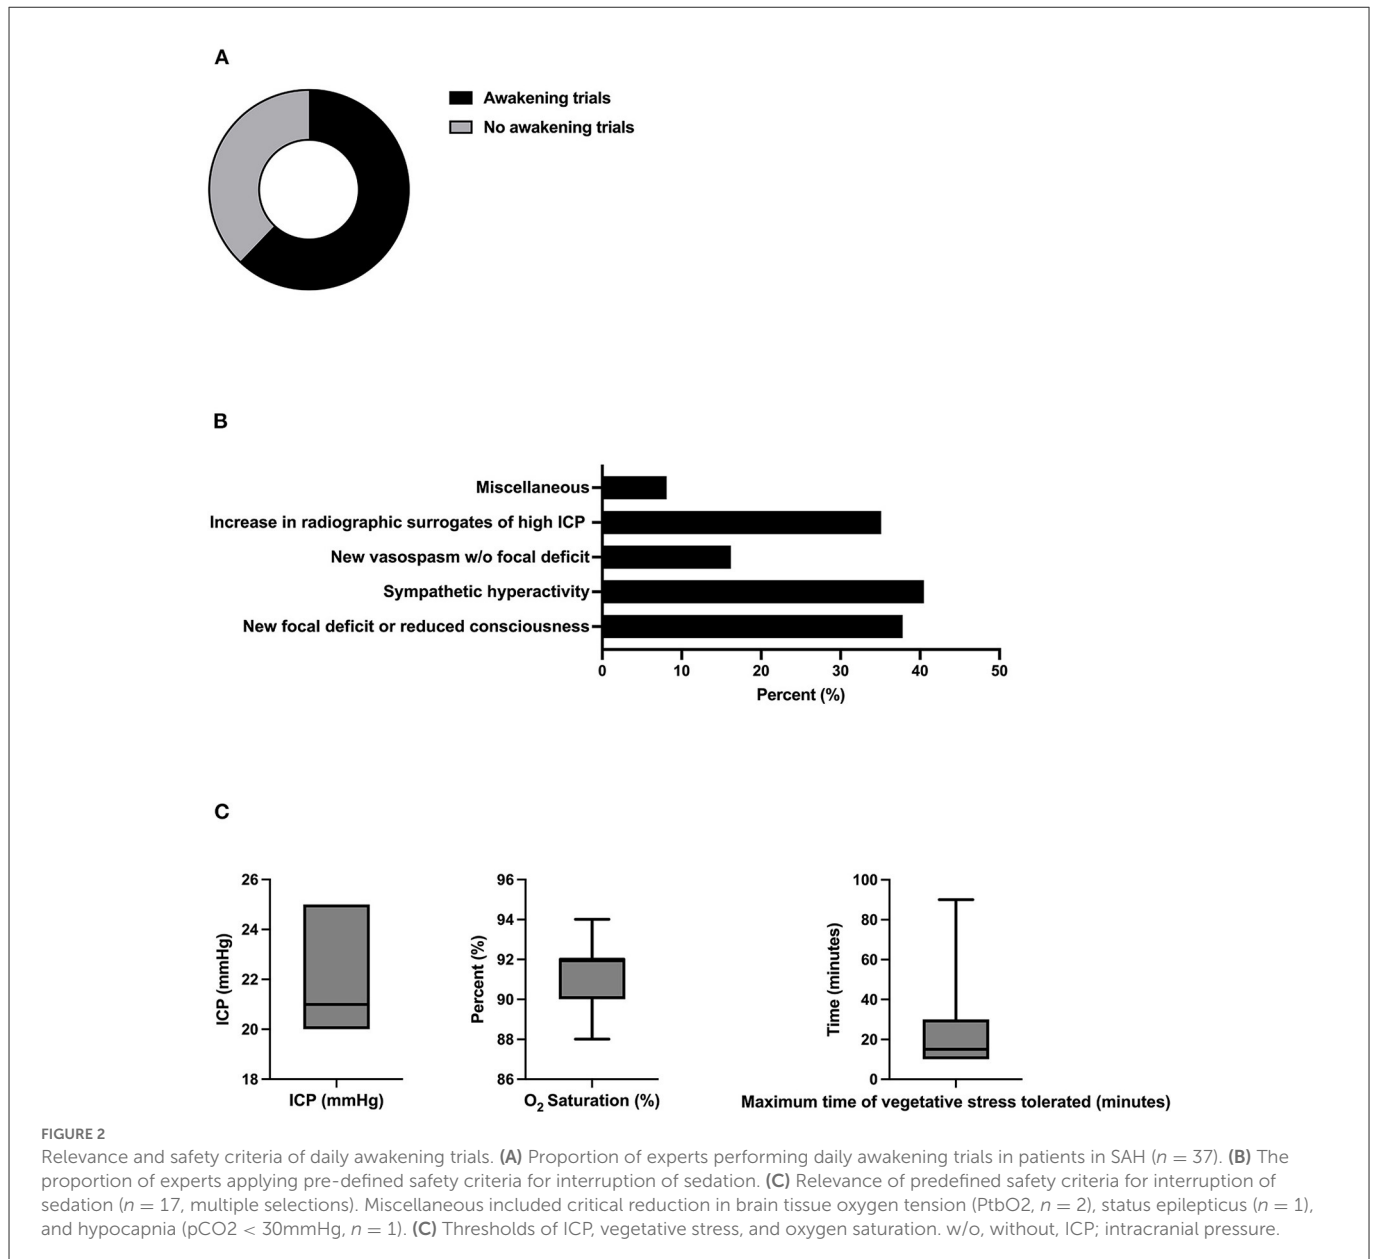 A
Awakening trials
No awakening trials
B
Miscellaneous
Increase in radiographic surrogates of high ICP
New vasospasm w/o focal deficit
Sympathetic hyperactivity
New focal deficit or reduced consciousness
0 10 20 30 40 50
Percent (%)
C
26
24
22
20
18
ICP (mmHg)
ICP (mmHg)
96
94
92
90
88
86
Percent (%)
O2 Saturation (%)
100
80
60
40
20
0
Time (minutes)
Maximum time of vegetative stress tolerated (minutes)
FIGURE 2
Relevance and safety criteria of daily awakening trials. (A) Proportion of experts performing daily awakening trials in patients in SAH (n = 37). (B) The
proportion of experts applying pre-defined safety criteria for interruption of sedation. (C) Relevance of predefined safety criteria for interruption of
sedation (n = 17, multiple selections). Miscellaneous included critical reduction in brain tissue oxygen tension (PtbO2, n = 2), status epilepticus (n = 1),
and hypocapnia (pCO2 < 30mmHg, n = 1). (C) Thresholds of ICP, vegetative stress, and oxygen saturation. w/o, without, ICP; intracranial pressure.